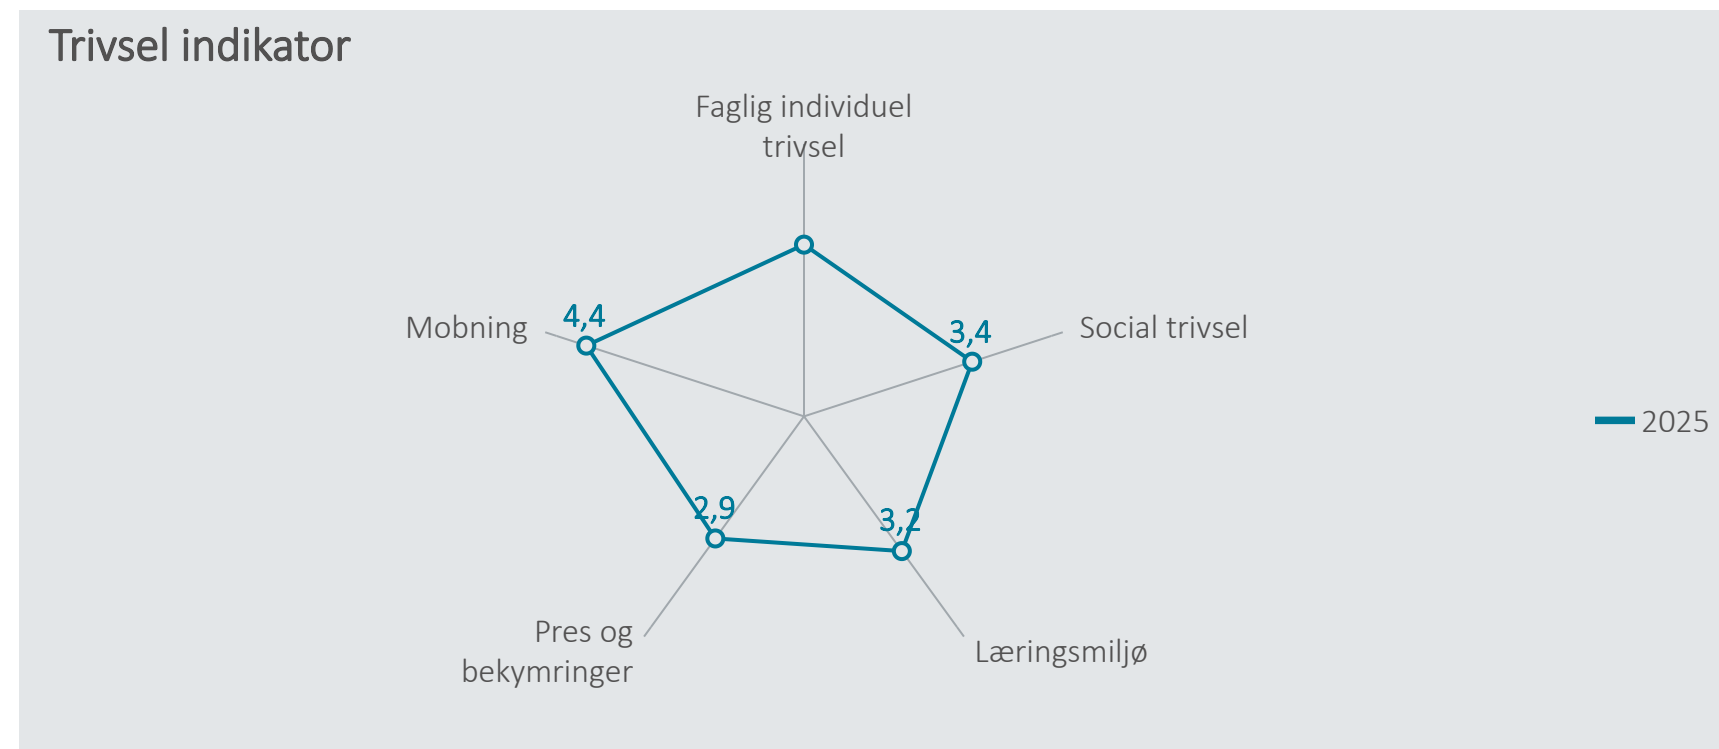 Trivsel indikator
Faglig individuel
trivsel
4,4
3,4
Mobning
Social trivsel
2025
2,9
3,2
Pres og
bekymringer
Læringsmiljø